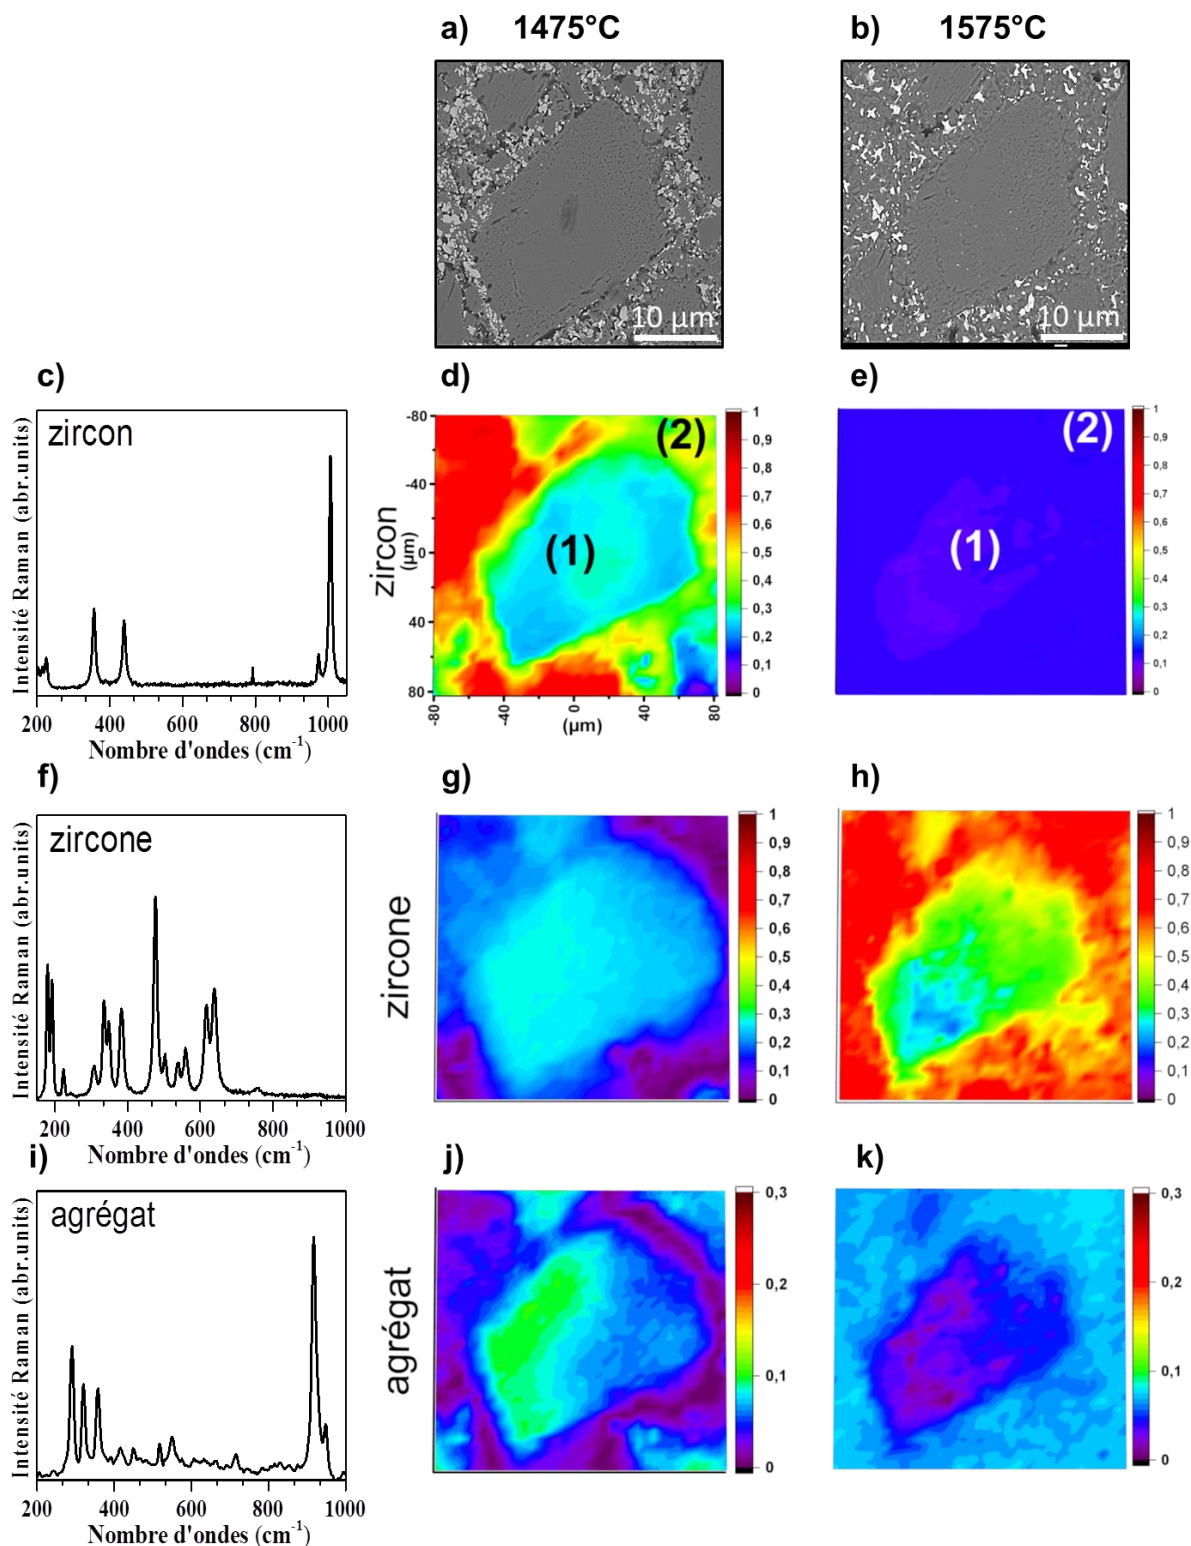 a) 1475°C
b) 1575°C
10 µm
10 µm
c)
zircon
Intensité Raman (abr.units)
200 400 600 800 1000
Nombre d'ondes (cm-1)
d)
zircon
(µm)
-80
-40
0
40
80
-80 -40 0 40 80
(µm)
(1)
(2)
1
0,9
0,8
0,7
0,6
0,5
0,4
0,3
0,2
0,1
0
e)
(1)
(2)
1
0,9
0,8
0,7
0,6
0,5
0,4
0,3
0,2
0,1
0
f)
zircone
Intensité Raman (abr.units)
200 400 600 800 1000
Nombre d'ondes (cm-1)
g)
zircone
1
0,9
0,8
0,7
0,6
0,5
0,4
0,3
0,2
0,1
0
h)
1
0,9
0,8
0,7
0,6
0,5
0,4
0,3
0,2
0,1
0
i)
agrégat
Intensité Raman (abr.units)
200 400 600 800 1000
Nombre d'ondes (cm-1)
j)
agrégat
0,3
0,2
0,1
0
k)
0,3
0,2
0,1
0